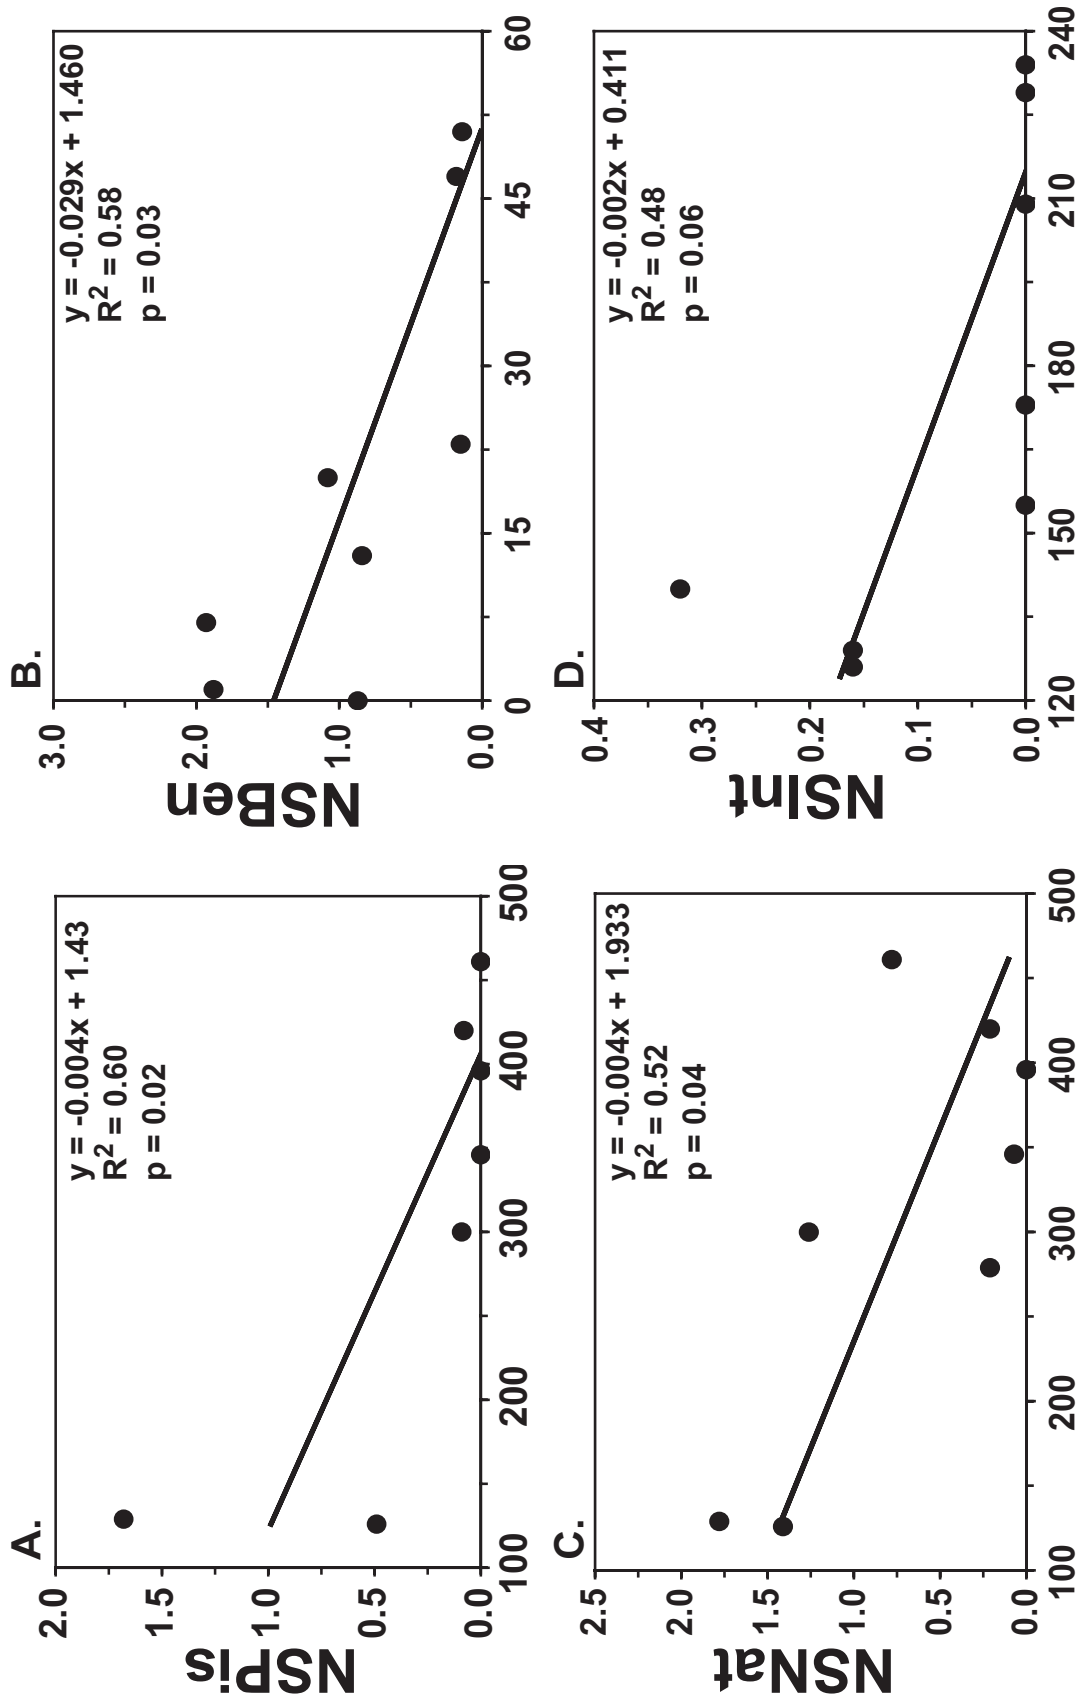 A.
y = -0.004x + 1.43
R² = 0.60
p = 0.02
2.0
1.5
1.0
0.5
0.0
NSPis
100
200
300
400
500
B.
y = -0.029x + 1.460
R² = 0.58
p = 0.03
3.0
2.0
1.0
0.0
NSBen
0
15
30
45
60
C.
y = -0.004x + 1.933
R² = 0.52
p = 0.04
2.5
2.0
1.5
1.0
0.5
0.0
NSNat
100
200
300
400
500
D.
y = -0.002x + 0.411
R² = 0.48
p = 0.06
0.4
0.3
0.2
0.1
0.0
NSInt
120
150
180
210
240